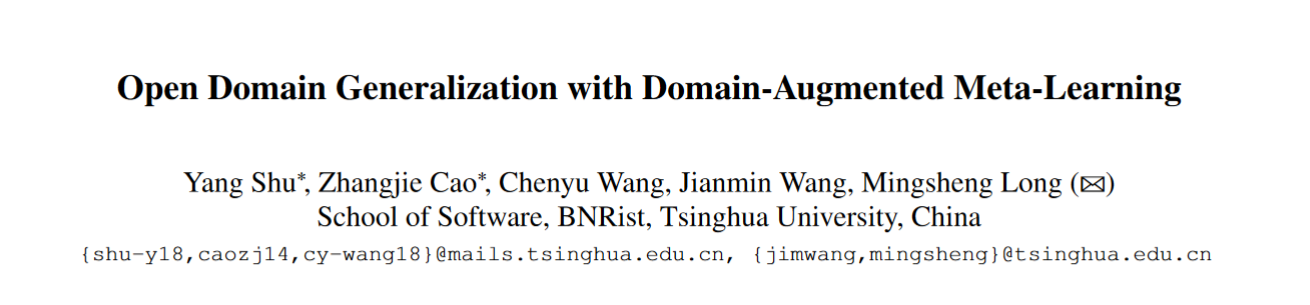 Open Domain Generalization with Domain-Augmented Meta-Learning
Yang Shu*, Zhangjie Cao*, Chenyu Wang, Jianmin Wang, Mingsheng Long (✉)
School of Software, BNRist, Tsinghua University, China
{shu-y18,caozj14,cy-wang18}@mails.tsinghua.edu.cn, {jimwang,mingsheng}@tsinghua.edu.cn